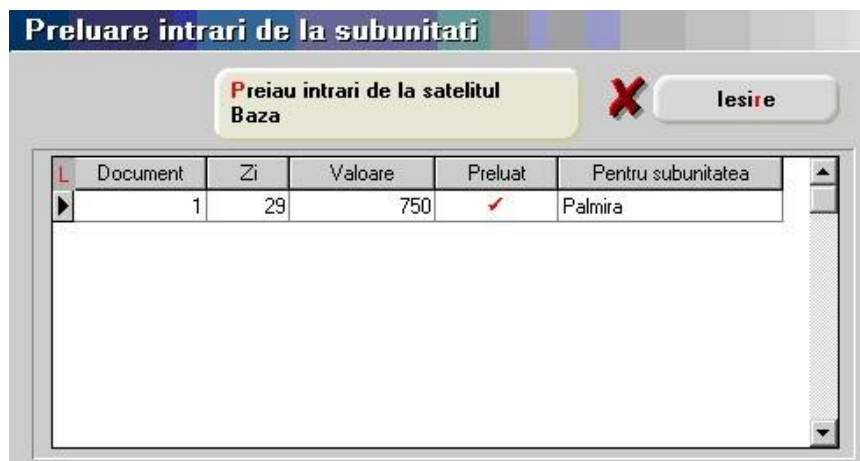 Preluare intrari de la subunitati
Preiau intrari de la satelitul
Baza
Iesire
L Document Zi Valoare Preluat Pentru subunitatea
1 29 750 ✓ Palmira